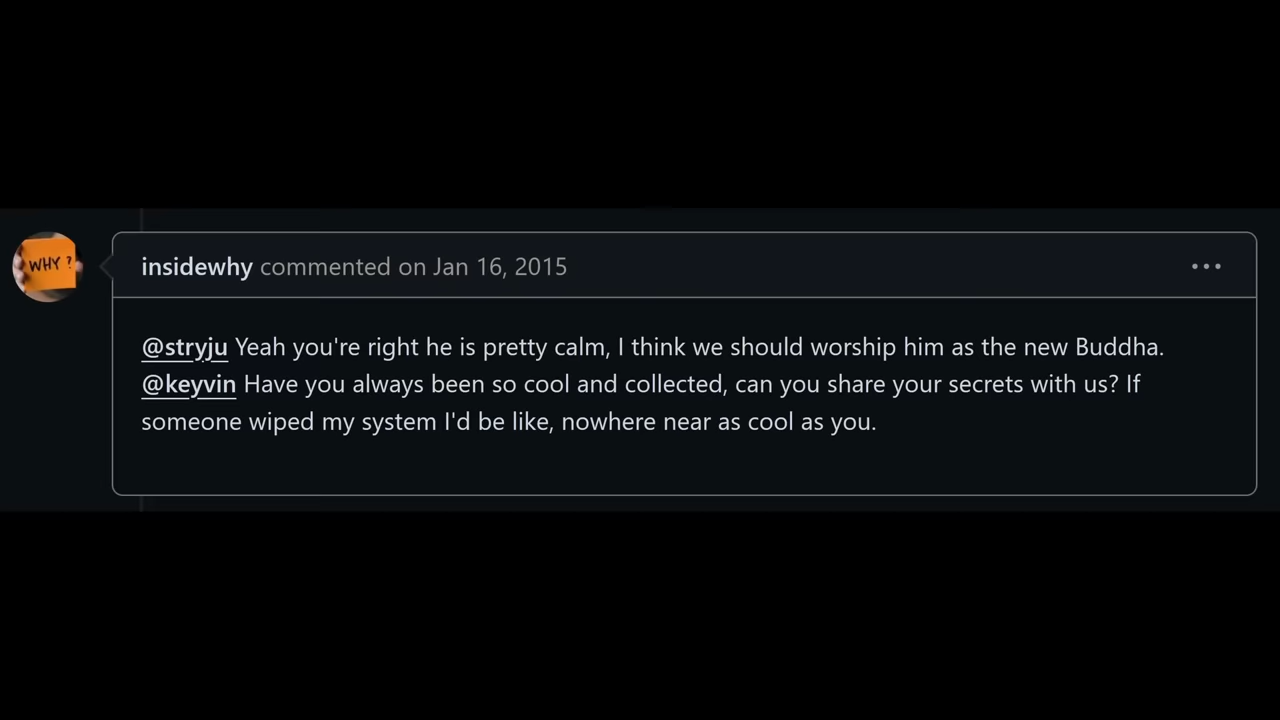 WHY ?
insidewhy commented on Jan 16, 2015
@stryju Yeah you're right he is pretty calm, I think we should worship him as the new Buddha.
@keyvin Have you always been so cool and collected, can you share your secrets with us? If
someone wiped my system I'd be like, nowhere near as cool as you.